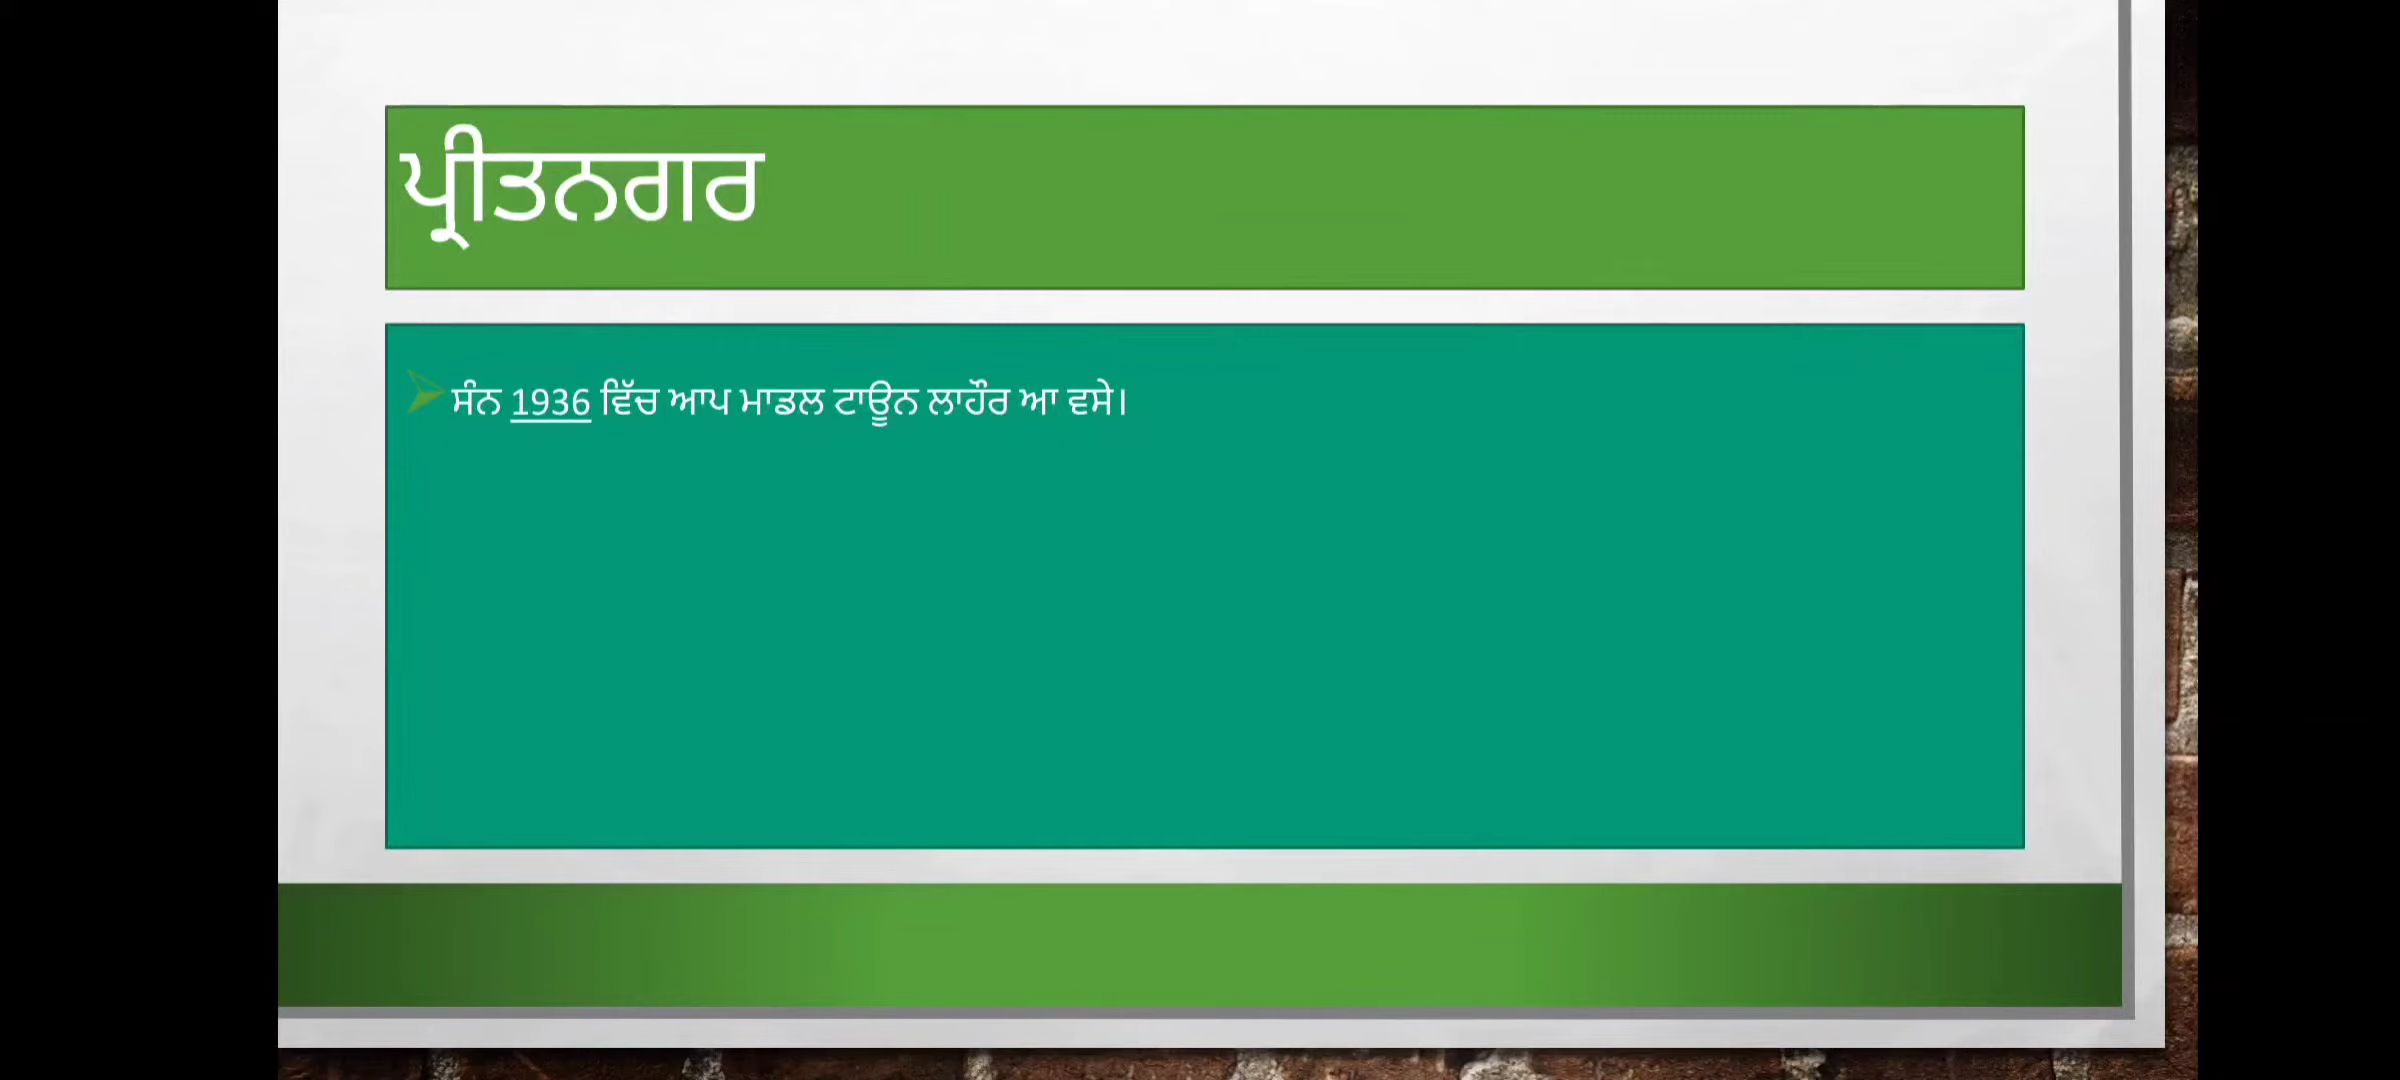 ਪ੍ਰੀਤਨਗਰ
ਸੰਨ 1936 ਵਿੱਚ ਆਪ ਮਾਡਲ ਟਾਊਨ ਲਾਹੌਰ ਆ ਵਸੇ।